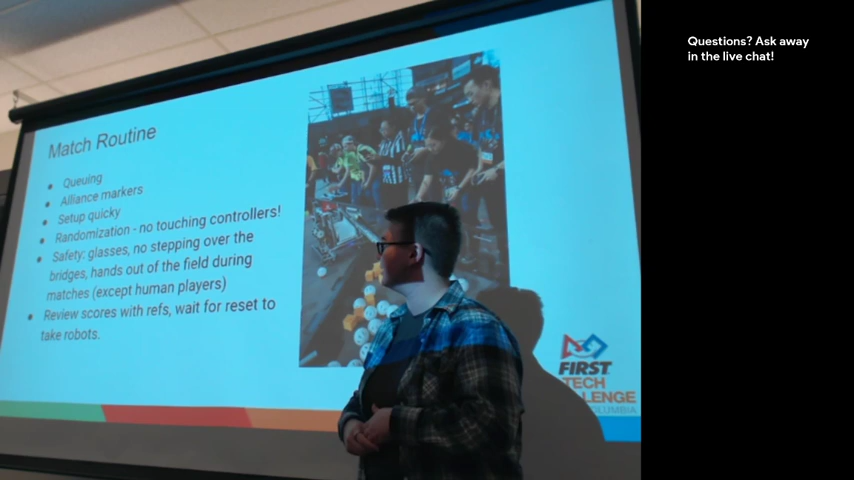 Questions? Ask away
in the live chat!
Match Routine
Queuing
Alliance markers
Setup quicky
Randomization - no touching controllers!
Safety: glasses, no stepping over the
bridges, hands out of the field during
matches (except human players)
Review scores with refs, wait for reset to
take robots.
FIRST
TECH
LLENGE
COLUMBIA